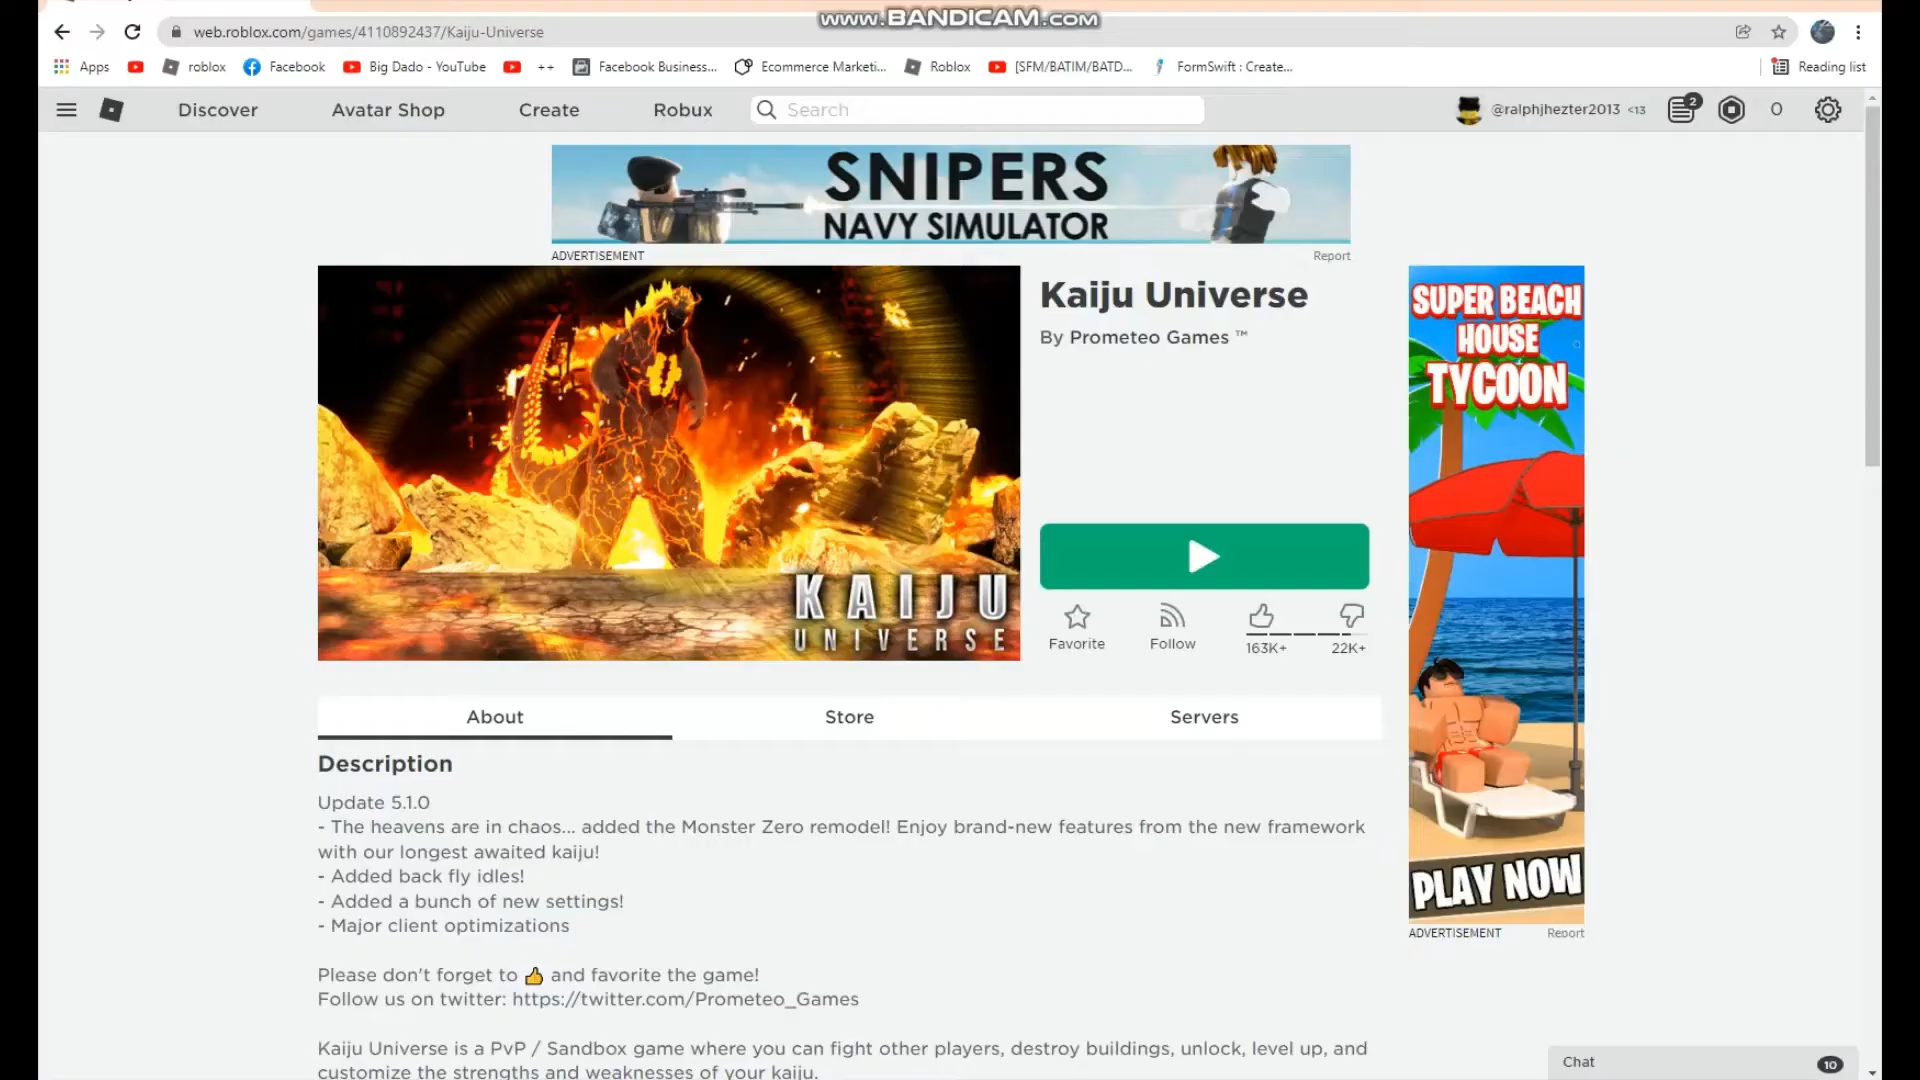 www.BANDICAM.com
web.roblox.com/games/4110892437/Kaiju-Universe
Apps roblox Facebook Big Dado - YouTube ++ Facebook Business... Ecommerce Marketi... Roblox [SFM/BATIM/BATD... FormSwift : Create... Reading list
Discover Avatar Shop Create Robux Search @ralphjhezter2013 <13 2 0
SNIPERS
NAVY SIMULATOR
ADVERTISEMENT Report
Kaiju Universe
By Prometeo Games ™
KAIJU
UNIVERSE
Favorite Follow 163K+ 22K+
SUPER BEACH
HOUSE
TYCOON
PLAY NOW
ADVERTISEMENT Report
About Store Servers
Description
Update 5.1.0
- The heavens are in chaos... added the Monster Zero remodel! Enjoy brand-new features from the new framework
with our longest awaited kaiju!
- Added back fly idles!
- Added a bunch of new settings!
- Major client optimizations
Please don't forget to 👍 and favorite the game!
Follow us on twitter: https://twitter.com/Prometeo_Games
Kaiju Universe is a PvP / Sandbox game where you can fight other players, destroy buildings, unlock, level up, and
customize the strengths and weaknesses of your kaiju.
Chat 10